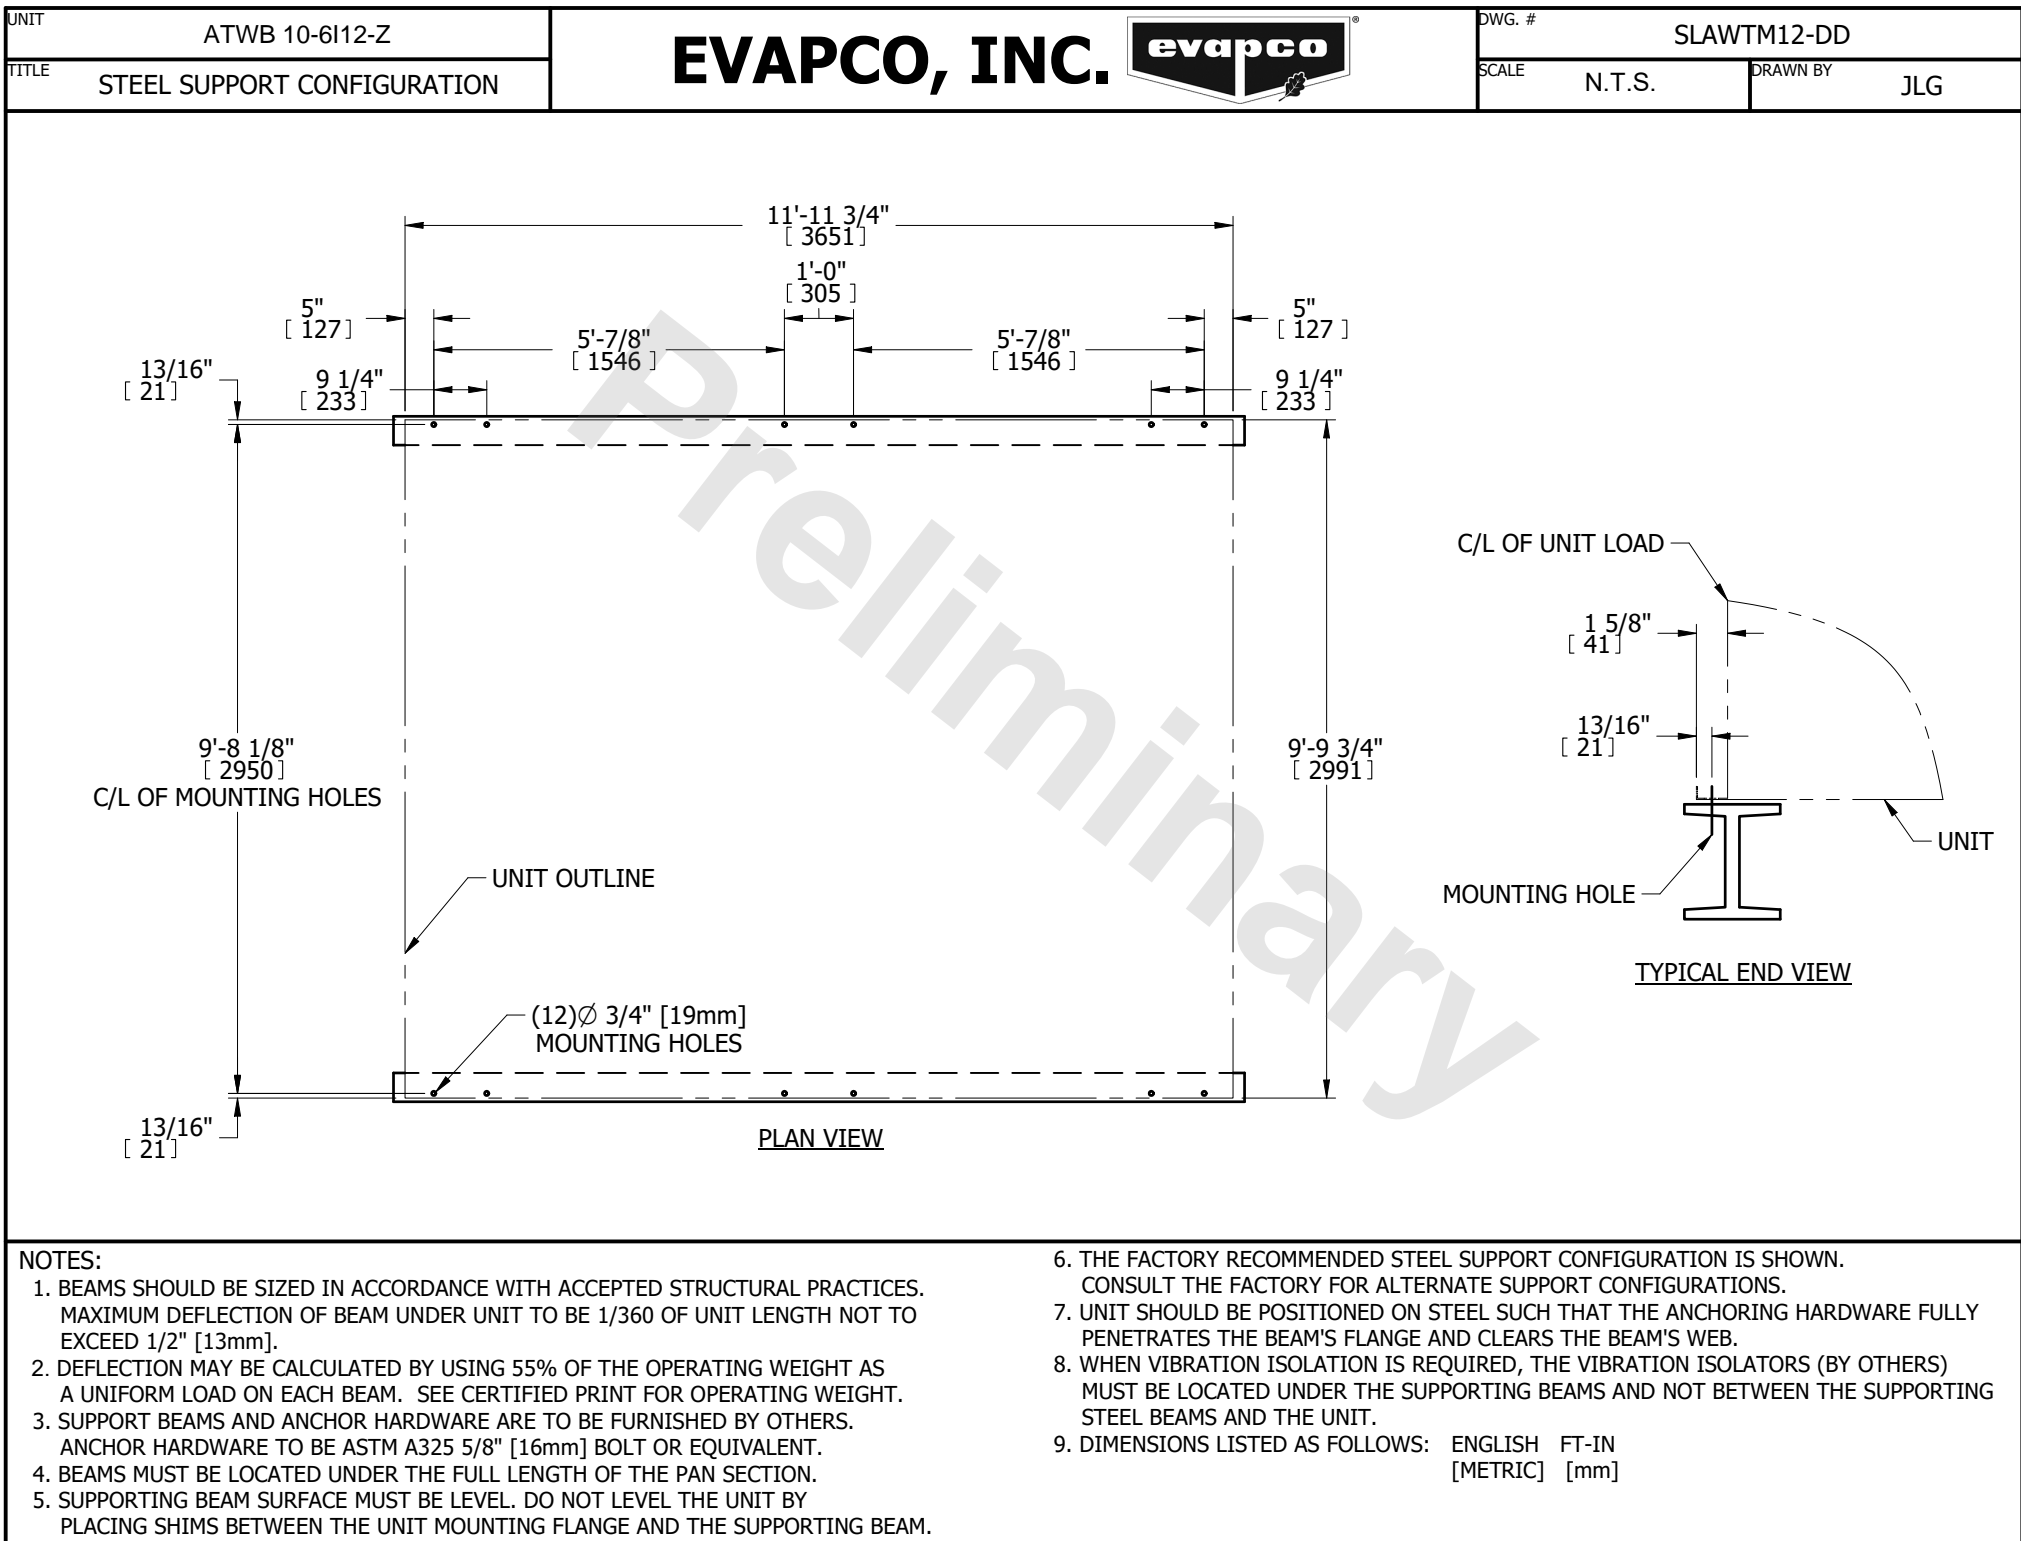 UNIT
ATWB 10-6I12-Z
TITLE
STEEL SUPPORT CONFIGURATION
EVAPCO, INC.
evapco
®
DWG. #
SLAWTM12-DD
SCALE
N.T.S.
DRAWN BY
JLG
11'-11 3/4"
[ 3651 ]
1'-0"
[ 305 ]
5"
[ 127 ]
5"
[ 127 ]
5'-7/8"
[ 1546 ]
5'-7/8"
[ 1546 ]
13/16"
[ 21 ]
9 1/4"
[ 233 ]
9 1/4"
[ 233 ]
Preliminary
C/L OF UNIT LOAD
1 5/8"
[ 41 ]
13/16"
[ 21 ]
9'-8 1/8"
[ 2950 ]
C/L OF MOUNTING HOLES
9'-9 3/4"
[ 2991 ]
UNIT
MOUNTING HOLE
UNIT OUTLINE
TYPICAL END VIEW
(12)∅ 3/4" [19mm]
MOUNTING HOLES
13/16"
[ 21 ]
PLAN VIEW
NOTES:
1. BEAMS SHOULD BE SIZED IN ACCORDANCE WITH ACCEPTED STRUCTURAL PRACTICES.
MAXIMUM DEFLECTION OF BEAM UNDER UNIT TO BE 1/360 OF UNIT LENGTH NOT TO
EXCEED 1/2" [13mm].
2. DEFLECTION MAY BE CALCULATED BY USING 55% OF THE OPERATING WEIGHT AS
A UNIFORM LOAD ON EACH BEAM. SEE CERTIFIED PRINT FOR OPERATING WEIGHT.
3. SUPPORT BEAMS AND ANCHOR HARDWARE ARE TO BE FURNISHED BY OTHERS.
ANCHOR HARDWARE TO BE ASTM A325 5/8" [16mm] BOLT OR EQUIVALENT.
4. BEAMS MUST BE LOCATED UNDER THE FULL LENGTH OF THE PAN SECTION.
5. SUPPORTING BEAM SURFACE MUST BE LEVEL. DO NOT LEVEL THE UNIT BY
PLACING SHIMS BETWEEN THE UNIT MOUNTING FLANGE AND THE SUPPORTING BEAM.
6. THE FACTORY RECOMMENDED STEEL SUPPORT CONFIGURATION IS SHOWN.
CONSULT THE FACTORY FOR ALTERNATE SUPPORT CONFIGURATIONS.
7. UNIT SHOULD BE POSITIONED ON STEEL SUCH THAT THE ANCHORING HARDWARE FULLY
PENETRATES THE BEAM'S FLANGE AND CLEARS THE BEAM'S WEB.
8. WHEN VIBRATION ISOLATION IS REQUIRED, THE VIBRATION ISOLATORS (BY OTHERS)
MUST BE LOCATED UNDER THE SUPPORTING BEAMS AND NOT BETWEEN THE SUPPORTING
STEEL BEAMS AND THE UNIT.
9. DIMENSIONS LISTED AS FOLLOWS: ENGLISH FT-IN
[METRIC] [mm]